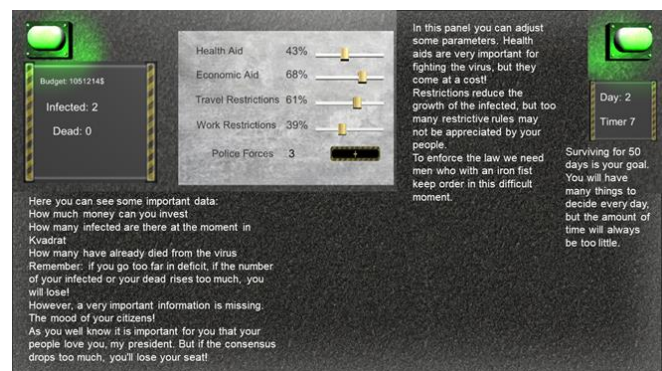 Budget: 1051214$
Infected: 2
Dead: 0
Health Aid 43%
Economic Aid 68%
Travel Restrictions 61%
Work Restrictions 39%
Police Forces 3 +
In this panel you can adjust
some parameters. Health
aids are very important for
fighting the virus, but they
come at a cost!
Restrictions reduce the
growth of the infected, but too
many restrictive rules may
not be appreciated by your
people.
To enforce the law we need
men who with an iron fist
keep order in this difficult
moment.
Day: 2
Timer 7
Surviving for 50
days is your goal.
You will have
many things to
decide every day,
but the amount of
time will always
be too little.
Here you can see some important data:
How much money can you invest
How many infected are there at the moment in
Kvadrat
How many have already died from the virus
Remember: if you go too far in deficit, if the number
of your infected or your dead rises too much, you
will lose!
However, a very important information is missing.
The mood of your citizens!
As you well know it is important for you that your
people love you, my president. But if the consensus
drops too much, you'll lose your seat!